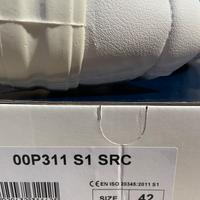 00P311 S1 SRC
CE EN ISO 20345:2011 S1
SIZE 42